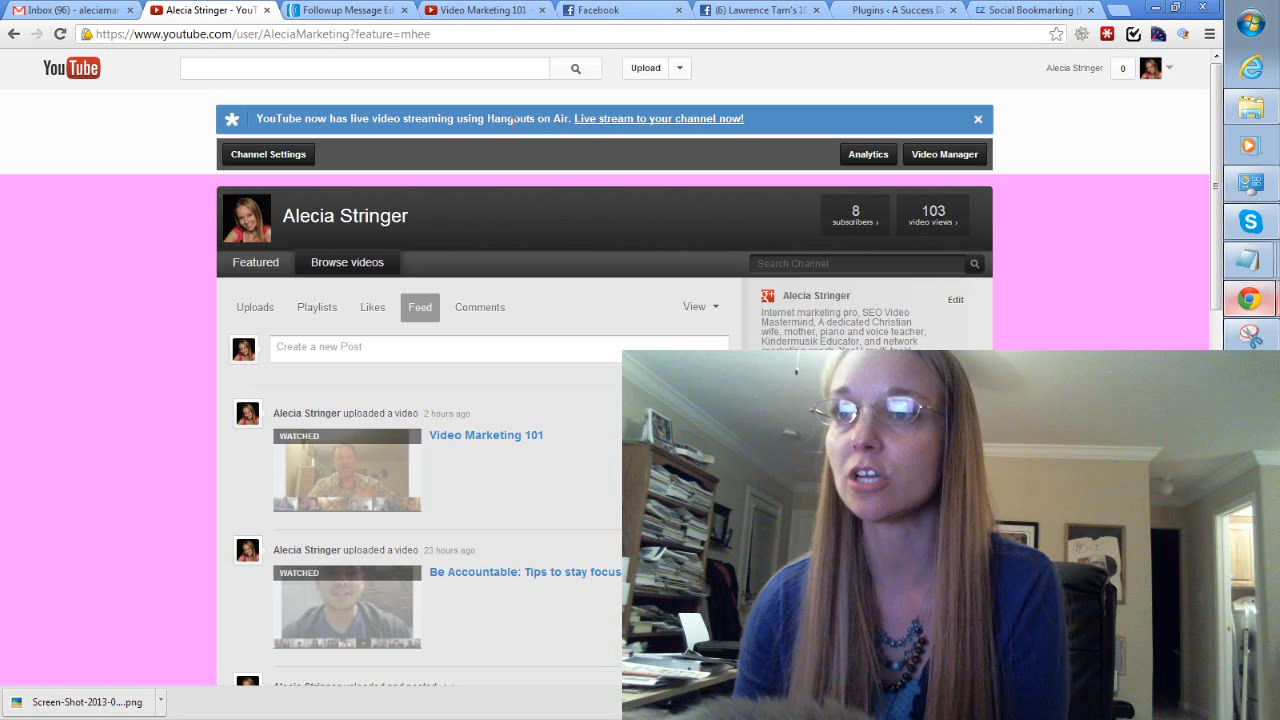 Inbox (96) - aleciamar
Alecia Stringer - YouT
Followup Message Edi
Video Marketing 101 -
Facebook
(6) Lawrence Tam's 10
Plugins ‹ A Success D
Social Bookmarking (
https://www.youtube.com/user/AleciaMarketing?feature=mhee
YouTube
Upload
Alecia Stringer
0
YouTube now has live video streaming using Hangouts on Air. Live stream to your channel now!
Channel Settings
Analytics
Video Manager
Alecia Stringer
8
subscribers ›
103
video views ›
Featured
Browse videos
Search Channel
Uploads
Playlists
Likes
Feed
Comments
View
Alecia Stringer
Edit
Internet marketing pro, SEO Video
Mastermind, A dedicated Christian
wife, mother, piano and voice teacher,
Kindermusik Educator, and network
Create a new Post
Alecia Stringer uploaded a video 2 hours ago
WATCHED
Video Marketing 101
Alecia Stringer uploaded a video 23 hours ago
WATCHED
Be Accountable: Tips to stay focus
Screen-Shot-2013-0....png